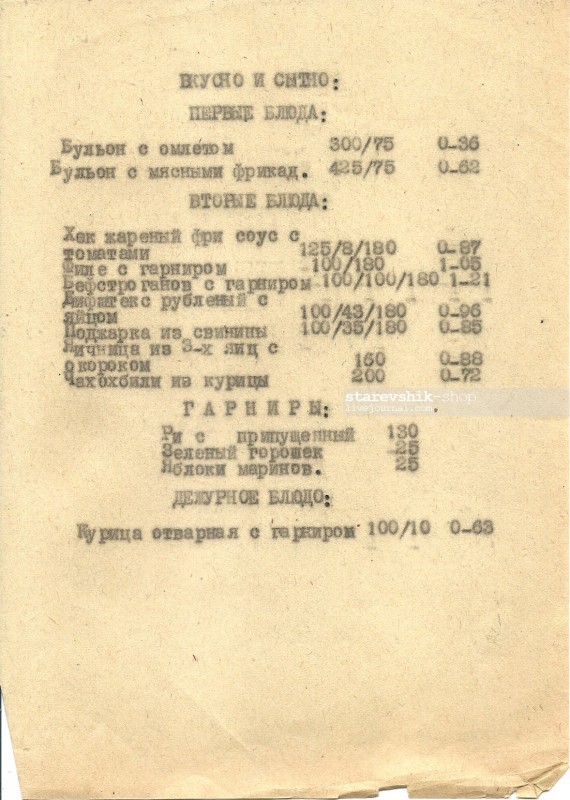 ВКУСНО И СЫТНО:
ПЕРВЫЕ БЛЮДА:
Бульон с омлетом 300/75 0-36
Бульон с мясными фрикад. 425/75 0-62
ВТОРЫЕ БЛЮДА:
Хек жареный фри соус с
томатами 125/8/180 0-87
Филе с гарниром 100/180 1-05
Бефстроганов с гарниром 100/100/180 1-21
Бифштекс рубленый с
яйцом 100/43/180 0-96
Поджарка из свинины 100/35/180 0-85
Яичница из 3-х яиц с
окороком 160 0-88
Чахохбили из курицы 200 0-72
starevshik-shop
livejournal.com
ГАРНИРЫ:
Ри с припущенный 130
Зеленый горошек 25
Яблоки маринов. 25
ДЕЖУРНОЕ БЛЮДО:
Курица отварная с гарниром 100/10 0-63